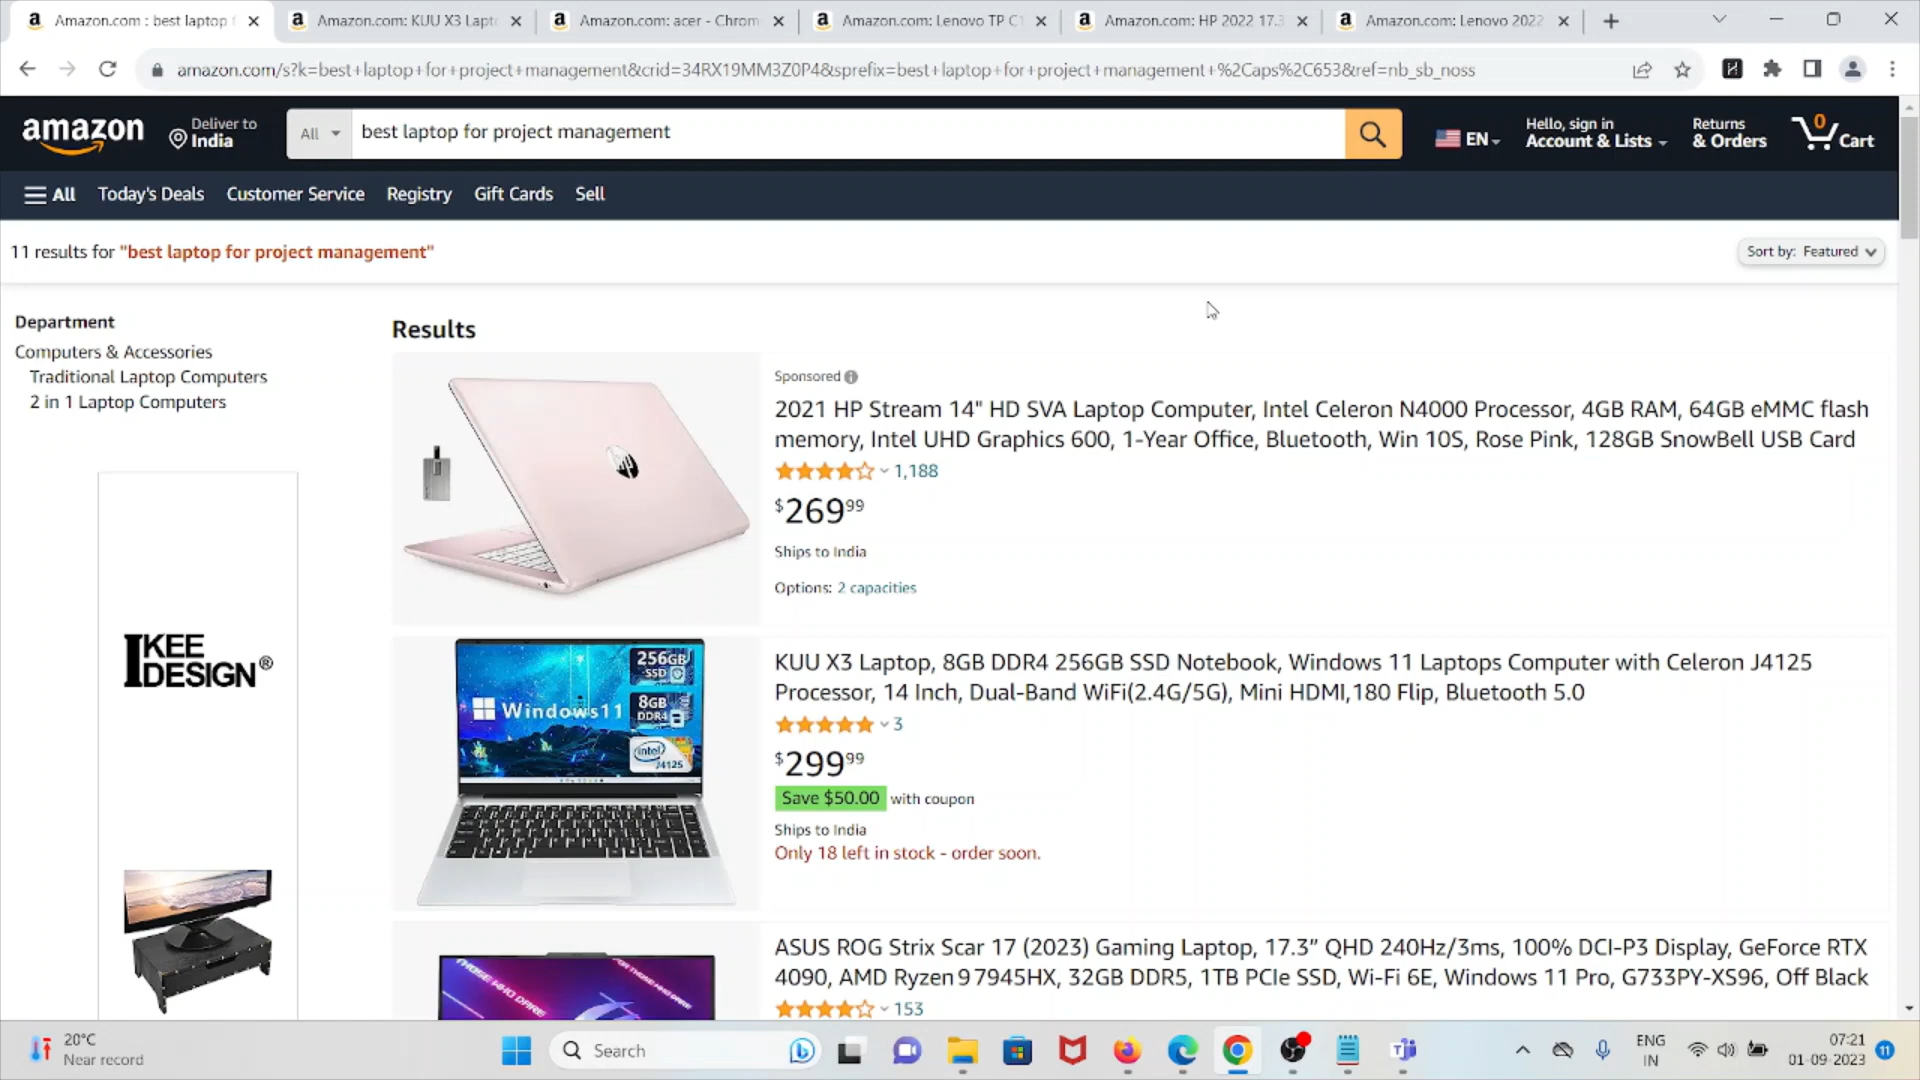 Amazon.com : best laptop f
Amazon.com: KUU X3 Lapt
Amazon.com: acer - Chrom
Amazon.com: Lenovo TP C1
Amazon.com: HP 2022 17.3
Amazon.com: Lenovo 2022
amazon.com/s?k=best+laptop+for+project+management&crid=34RX19MM3Z0P4&sprefix=best+laptop+for+project+management+%2Caps%2C653&ref=nb_sb_noss
amazon
Deliver to
India
All
best laptop for project management
EN
Hello, sign in
Account & Lists
Returns
& Orders
0
Cart
All
Today's Deals
Customer Service
Registry
Gift Cards
Sell
11 results for "best laptop for project management"
Sort by: Featured
Department
Computers & Accessories
Traditional Laptop Computers
2 in 1 Laptop Computers
IKEE
DESIGN®
Results
Sponsored
2021 HP Stream 14" HD SVA Laptop Computer, Intel Celeron N4000 Processor, 4GB RAM, 64GB eMMC flash
memory, Intel UHD Graphics 600, 1-Year Office, Bluetooth, Win 10S, Rose Pink, 128GB SnowBell USB Card
1,188
$269.99
Ships to India
Options: 2 capacities
256GB
SSD
Windows11
8GB
DDR4
intel
J4125
KUU X3 Laptop, 8GB DDR4 256GB SSD Notebook, Windows 11 Laptops Computer with Celeron J4125
Processor, 14 Inch, Dual-Band WiFi(2.4G/5G), Mini HDMI,180 Flip, Bluetooth 5.0
3
$299.99
Save $50.00 with coupon
Ships to India
Only 18 left in stock - order soon.
THOSE WHO DARE
FOR THOSE WHO DARE
ASUS ROG Strix Scar 17 (2023) Gaming Laptop, 17.3” QHD 240Hz/3ms, 100% DCI-P3 Display, GeForce RTX
4090, AMD Ryzen 9 7945HX, 32GB DDR5, 1TB PCIe SSD, Wi-Fi 6E, Windows 11 Pro, G733PY-XS96, Off Black
153
20°C
Near record
Search
ENG
IN
07:21
01-09-2023
11